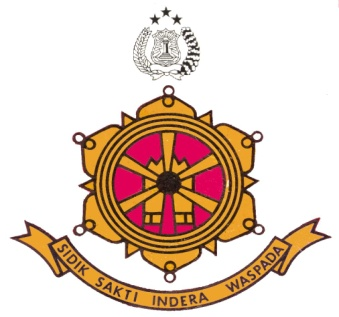 SIDIK SAKTI INDERA WASPADA